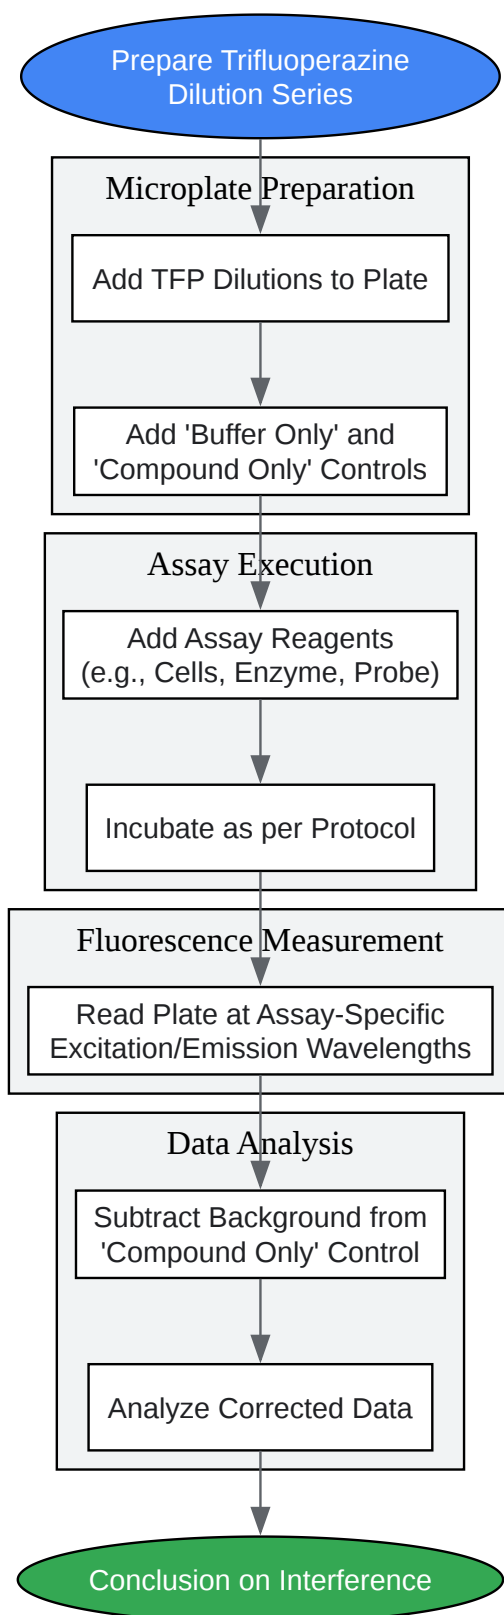 Prepare Trifluoperazine
Dilution Series
Microplate Preparation
Add TFP Dilutions to Plate
Add 'Buffer Only' and
'Compound Only' Controls
Assay Execution
Add Assay Reagents
(e.g., Cells, Enzyme, Probe)
Incubate as per Protocol
Fluorescence Measurement
Read Plate at Assay-Specific
Excitation/Emission Wavelengths
Data Analysis
Subtract Background from
'Compound Only' Control
Analyze Corrected Data
Conclusion on Interference